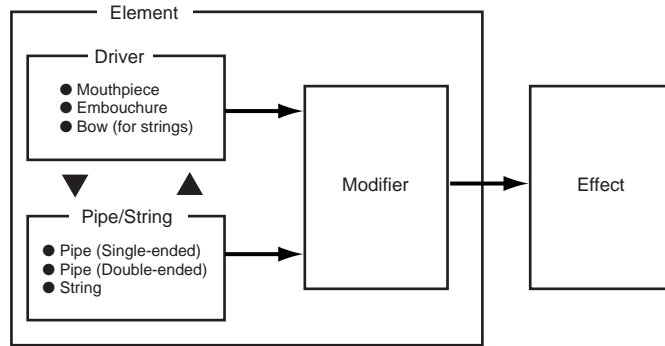 Element
Driver
● Mouthpiece
● Embouchure
● Bow (for strings)
Pipe/String
● Pipe (Single-ended)
● Pipe (Double-ended)
● String
Modifier
Effect